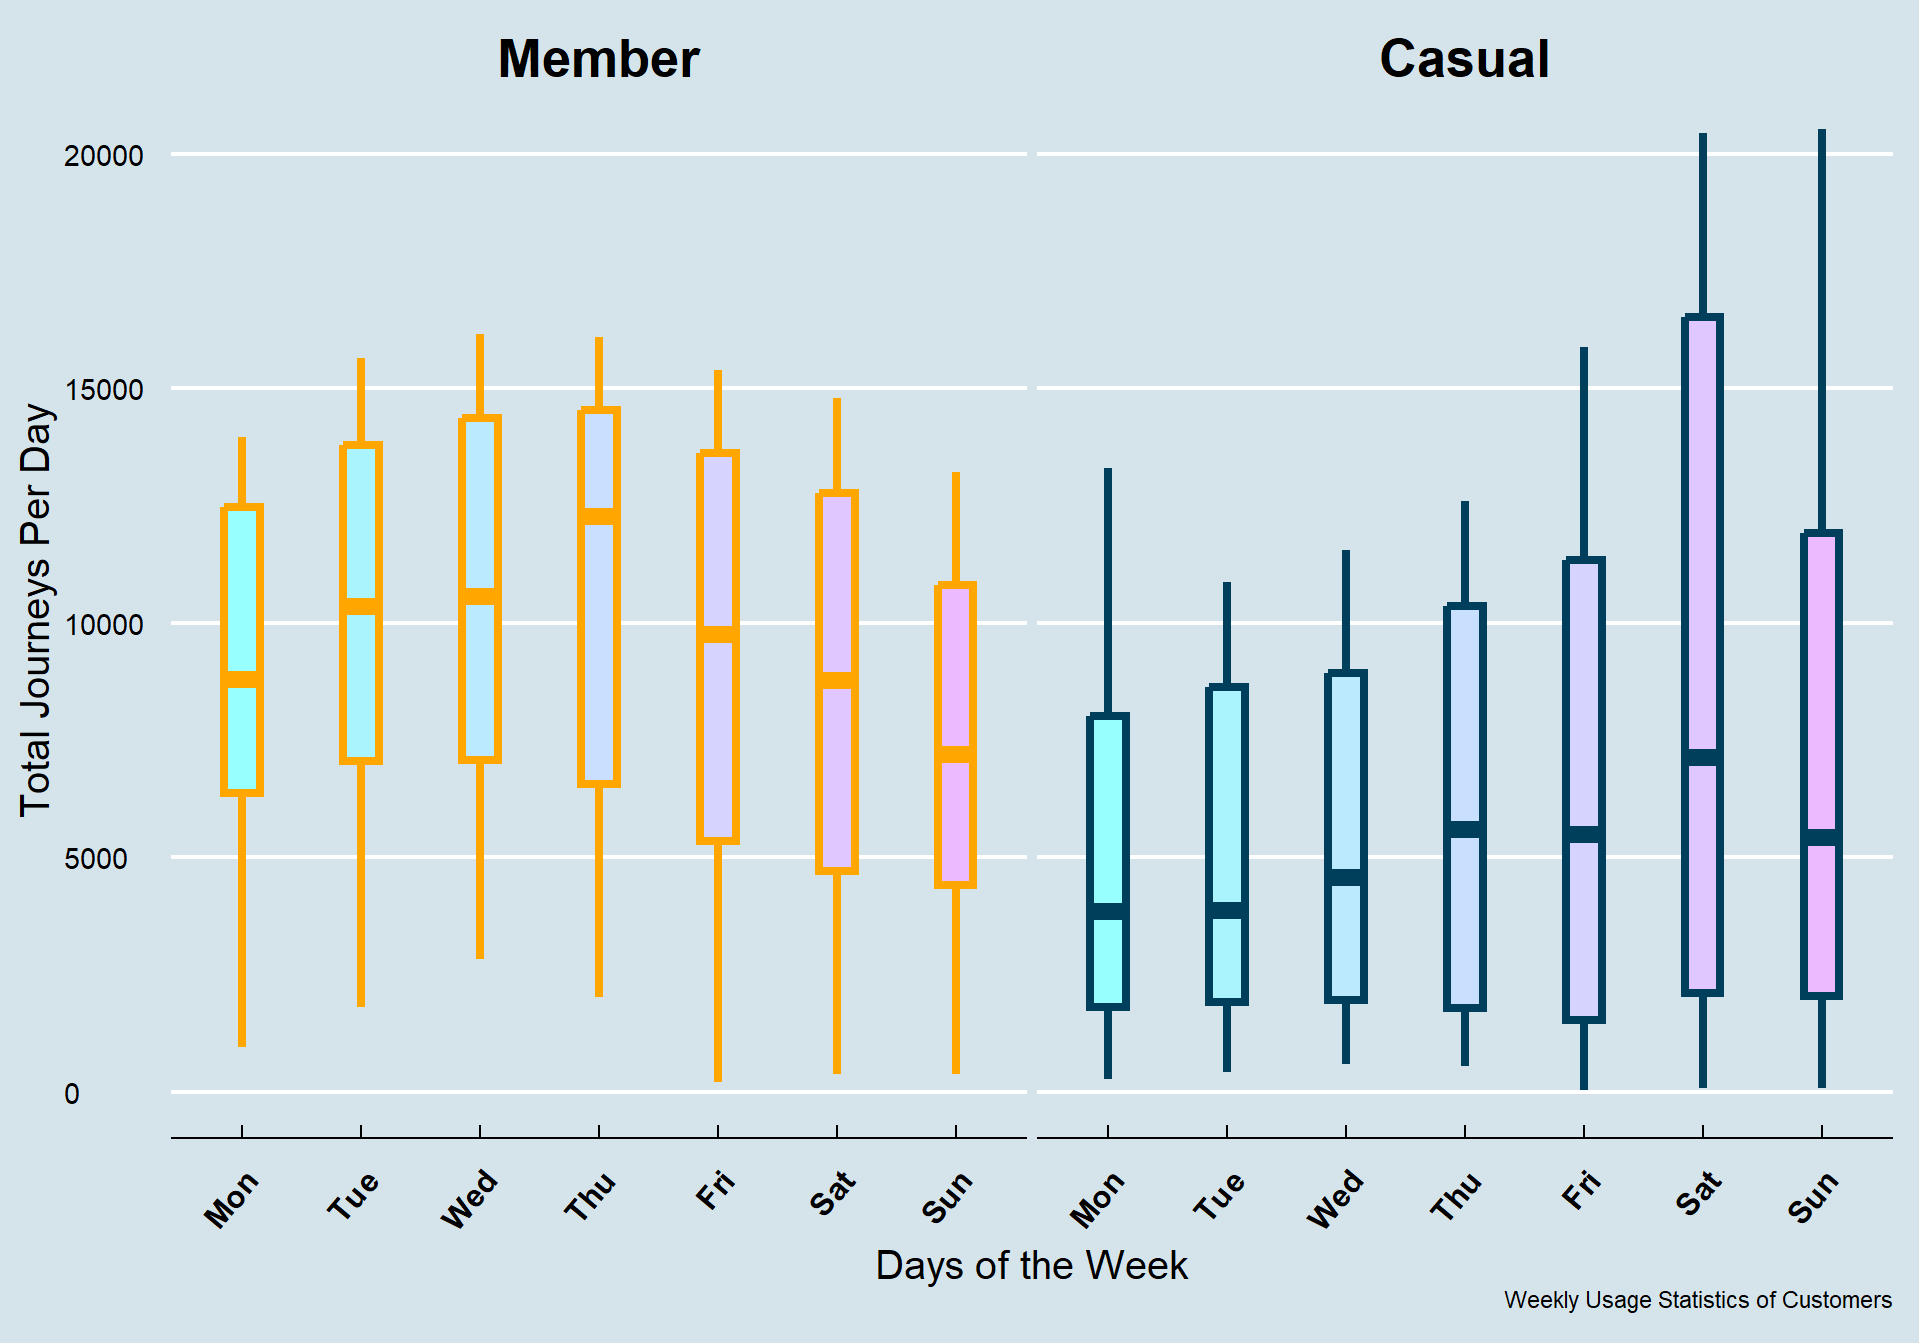 Member
Casual
Total Journeys Per Day
20000
15000
10000
5000
0
Mon Tue Wed Thu Fri Sat Sun
Mon Tue Wed Thu Fri Sat Sun
Days of the Week
Weekly Usage Statistics of Customers